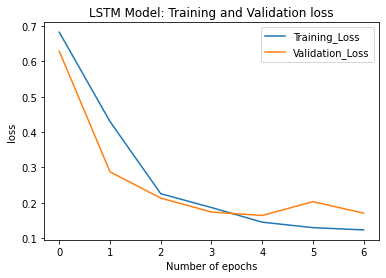 LSTM Model: Training and Validation loss
0.7
0.6
0.5
0.4
0.3
0.2
0.1
loss
Training_Loss
Validation_Loss
0 1 2 3 4 5 6
Number of epochs